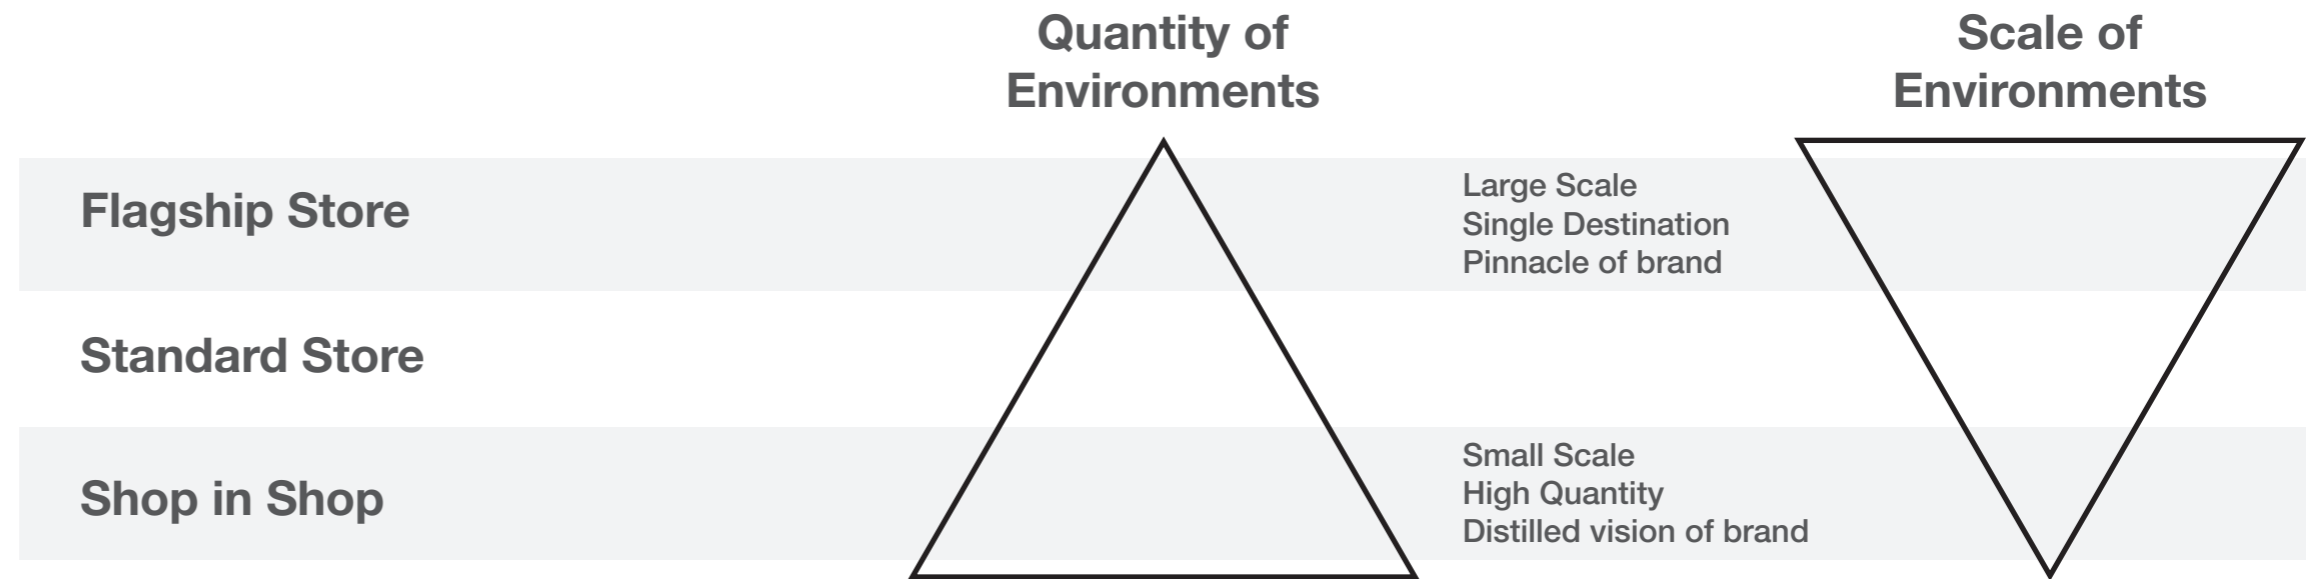 Quantity of
Environments
Scale of
Environments
Flagship Store
Large Scale
Single Destination
Pinnacle of brand
Standard Store
Shop in Shop
Small Scale
High Quantity
Distilled vision of brand